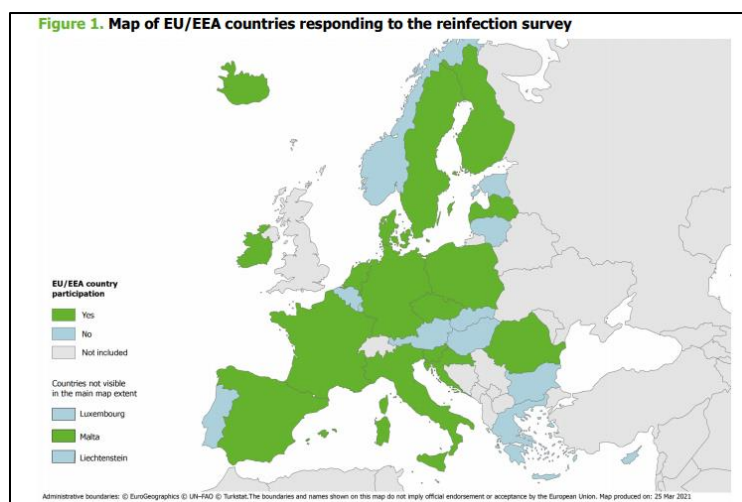 Figure 1. Map of EU/EEA countries responding to the reinfection survey
EU/EEA country
participation
Yes
No
Not included
Countries not visible
in the main map extent
Luxembourg
Malta
Liechtenstein
Administrative boundaries: © EuroGeographics © UN-FAO © Turkstat.The boundaries and names shown on this map do not imply official endorsement or acceptance by the European Union. Map produced on: 25 Mar 2021